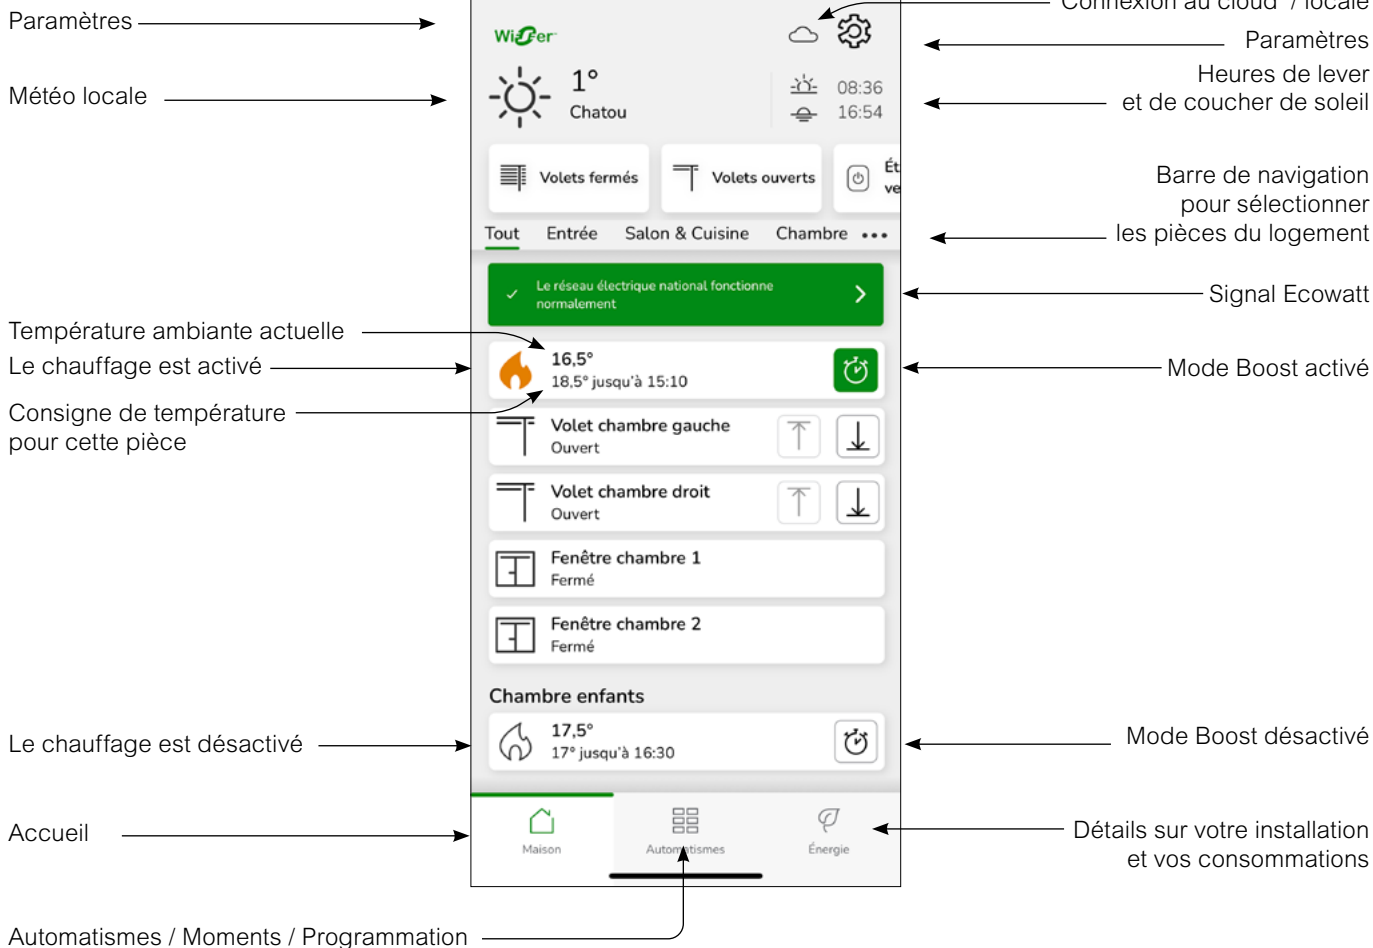 Connexion au cloud / locale
Paramètres
Wiser
Paramètres
Météo locale
1°
Chatou
08:36
16:54
Heures de lever
et de coucher de soleil
Volets fermés
Volets ouverts
Ét
ve
Barre de navigation
pour sélectionner
les pièces du logement
Tout Entrée Salon & Cuisine Chambre •••
Le réseau électrique national fonctionne
normalement
Signal Ecowatt
Température ambiante actuelle
Le chauffage est activé
Consigne de température
pour cette pièce
16,5°
18,5° jusqu'à 15:10
Mode Boost activé
Volet chambre gauche
Ouvert
Volet chambre droit
Ouvert
Fenêtre chambre 1
Fermé
Fenêtre chambre 2
Fermé
Chambre enfants
Le chauffage est désactivé
17,5°
17° jusqu'à 16:30
Mode Boost désactivé
Accueil
Maison
Automatismes
Énergie
Détails sur votre installation
et vos consommations
Automatismes / Moments / Programmation